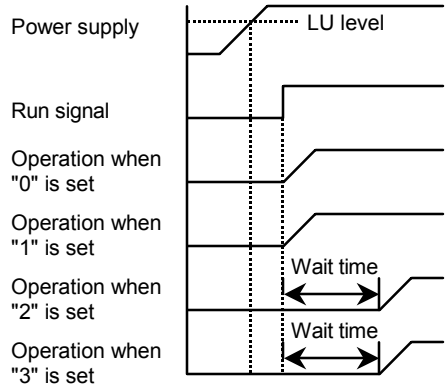 Power supply
LU level
Run signal
Operation when
"0" is set
Operation when
"1" is set
Wait time
Operation when
"2" is set
Wait time
Operation when
"3" is set